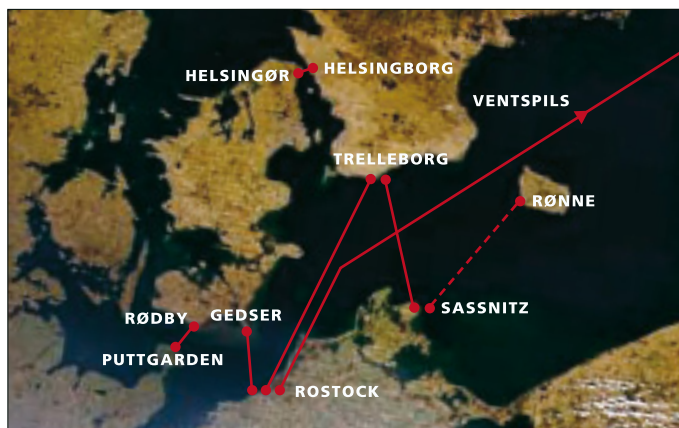 HELSINGØR
HELSINGBORG
VENTSPILS
TRELLEBORG
RØNNE
RØDBY
GEDSER
SASSNITZ
PUTTGARDEN
ROSTOCK